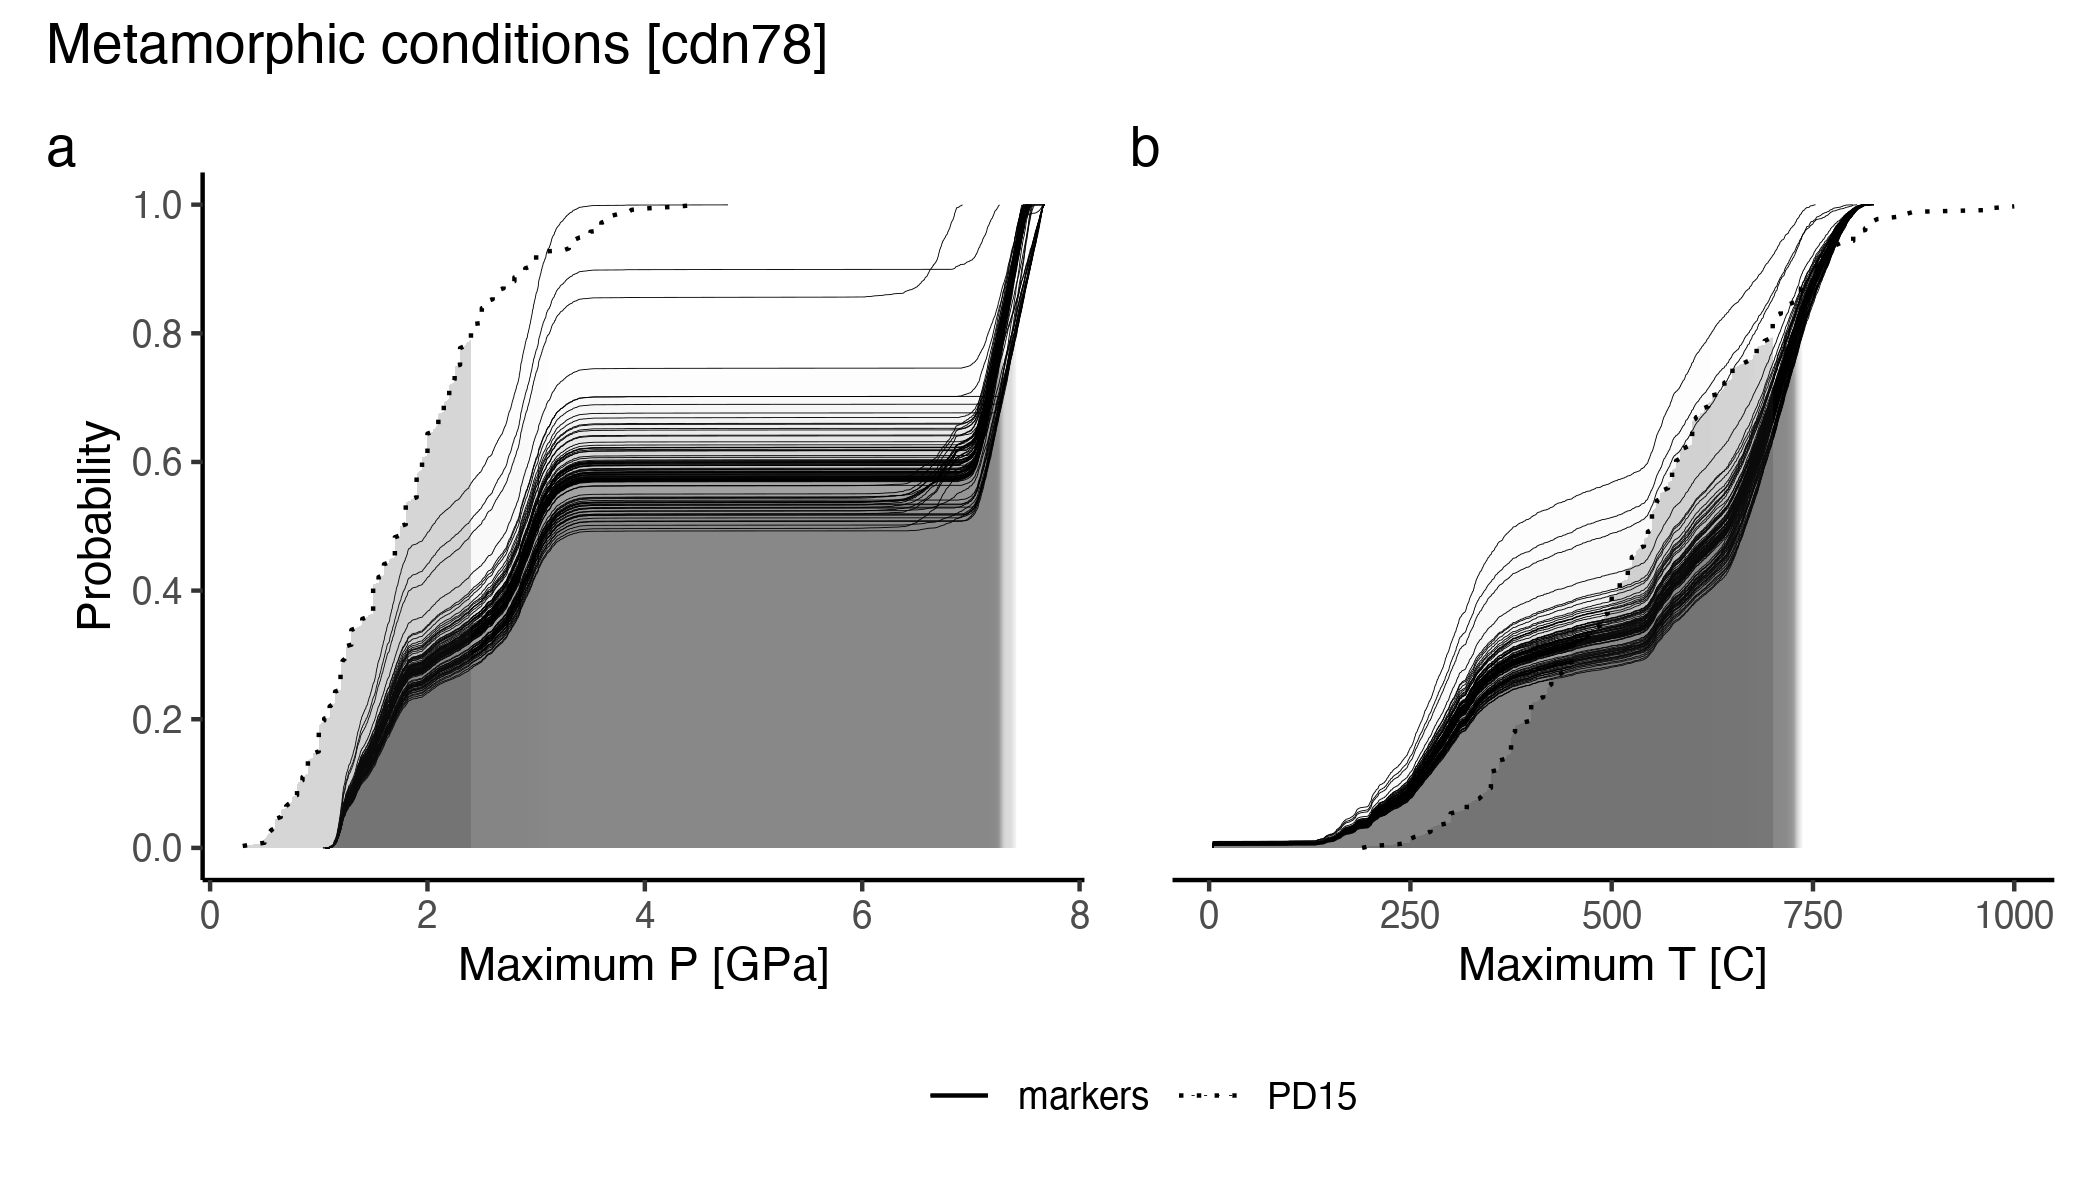 Metamorphic conditions [cdn78]
a
b
1.0
0.8
0.6
0.4
0.2
0.0
Probability
0 2 4 6 8
Maximum P [GPa]
0 250 500 750 1000
Maximum T [C]
markers PD15